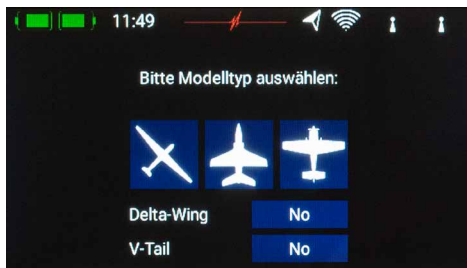 11:49
Bitte Modelltyp auswählen:
Delta-Wing No
V-Tail No